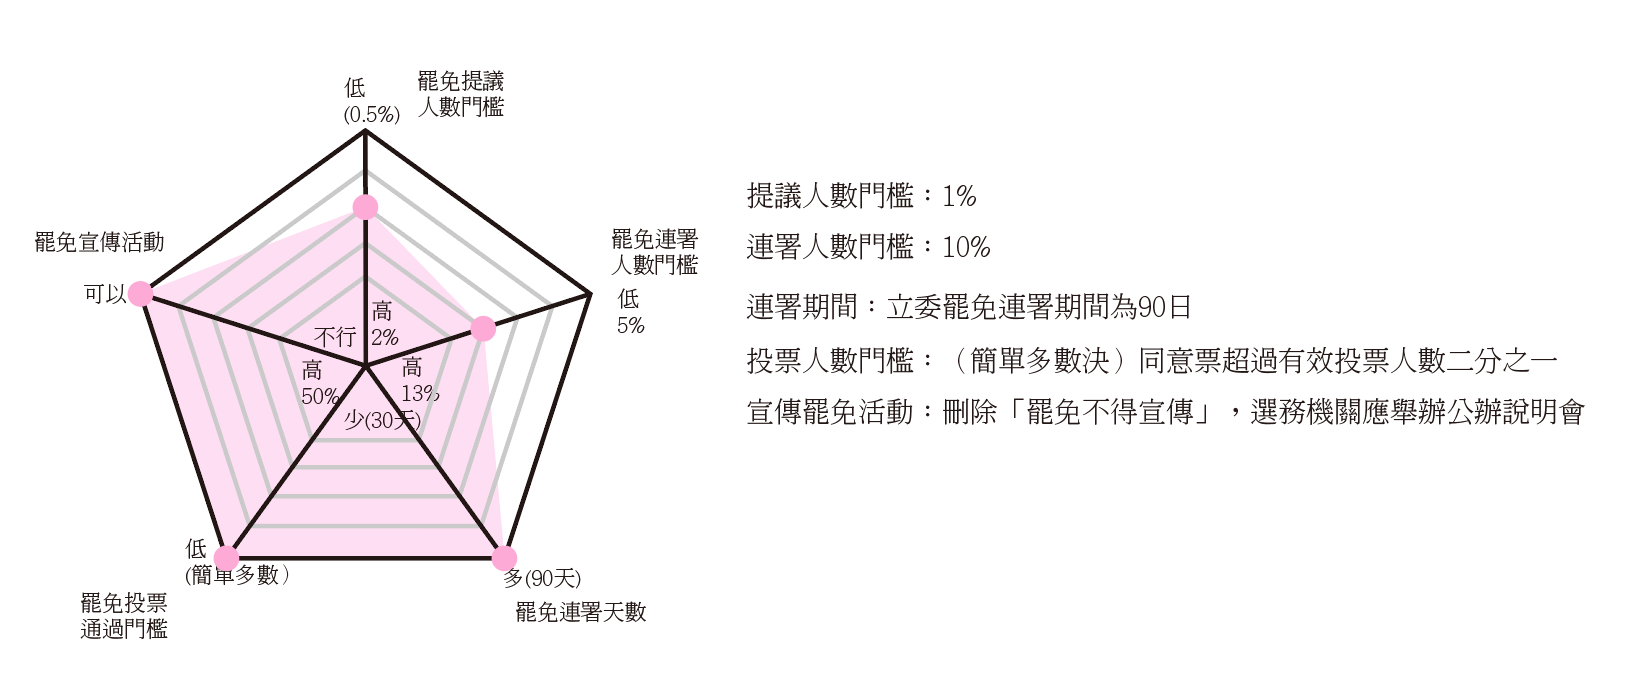 低
(0.5%)
罷免提議
人數門檻
罷免宣傳活動
可以
罷免連署
人數門檻
低
5%
高
2%
不行
高
50%
高
13%
少(30天)
低
(簡單多數）
罷免投票
通過門檻
多(90天)
罷免連署天數
提議人數門檻：1%
連署人數門檻：10%
連署期間：立委罷免連署期間為90日
投票人數門檻：（簡單多數決）同意票超過有效投票人數二分之一
宣傳罷免活動：刪除「罷免不得宣傳」，選務機關應舉辦公辦說明會